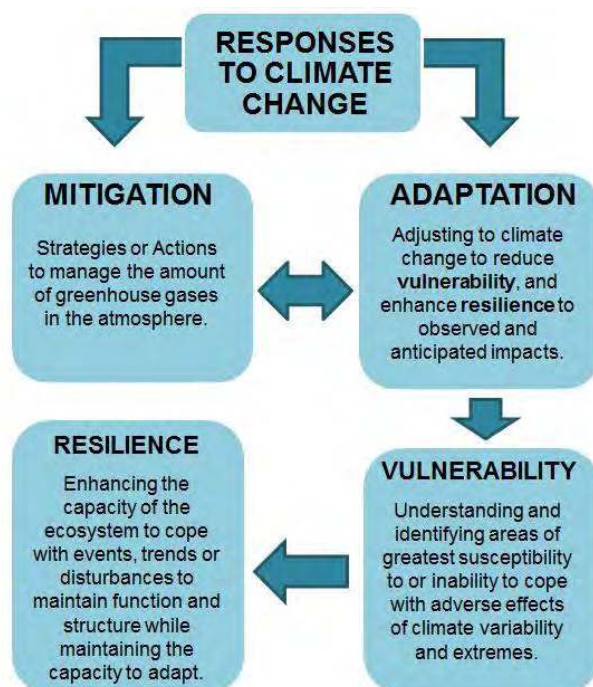 RESPONSES
TO CLIMATE
CHANGE
MITIGATION
Strategies or Actions
to manage the amount
of greenhouse gases
in the atmosphere.
ADAPTATION
Adjusting to climate
change to reduce
vulnerability, and
enhance resilience to
observed and
anticipated impacts.
RESILIENCE
Enhancing the
capacity of the
ecosystem to cope
with events, trends or
disturbances to
maintain function and
structure while
maintaining the
capacity to adapt.
VULNERABILITY
Understanding and
identifying areas of
greatest susceptibility
to or inability to cope
with adverse effects
of climate variability
and extremes.